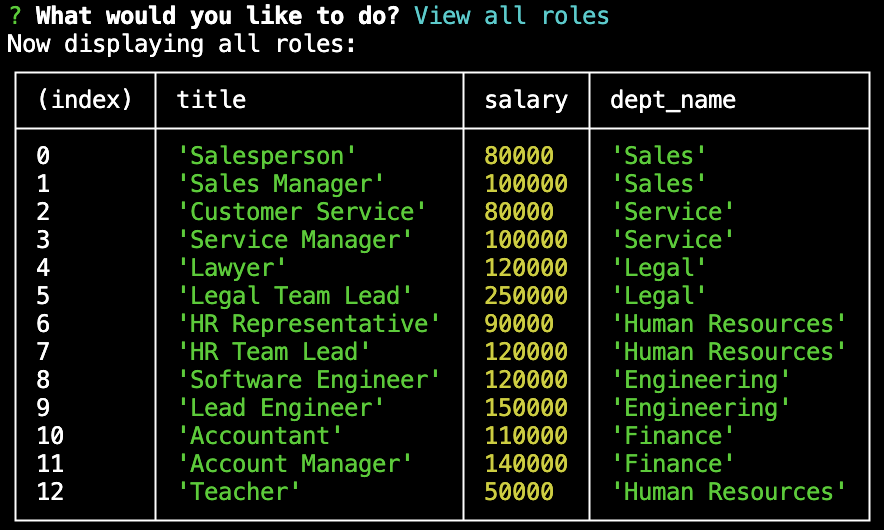 ? What would you like to do? View all roles
Now displaying all roles:
(index) title salary dept_name
0 'Salesperson' 80000 'Sales'
1 'Sales Manager' 100000 'Sales'
2 'Customer Service' 80000 'Service'
3 'Service Manager' 100000 'Service'
4 'Lawyer' 120000 'Legal'
5 'Legal Team Lead' 250000 'Legal'
6 'HR Representative' 90000 'Human Resources'
7 'HR Team Lead' 120000 'Human Resources'
8 'Software Engineer' 120000 'Engineering'
9 'Lead Engineer' 150000 'Engineering'
10 'Accountant' 110000 'Finance'
11 'Account Manager' 140000 'Finance'
12 'Teacher' 50000 'Human Resources'